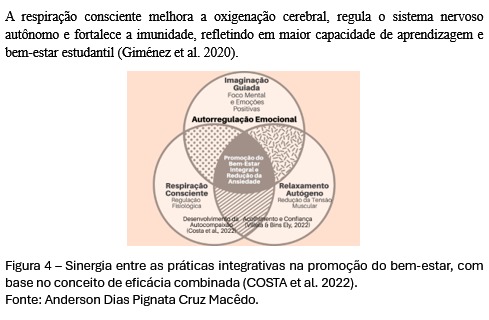 A respiração consciente melhora a oxigenação cerebral, regula o sistema nervoso
autônomo e fortalece a imunidade, refletindo em maior capacidade de aprendizagem e
bem-estar estudantil (Giménez et al. 2020).
Imaginação
Guiada
Foco Mental
e Emoções
Positivas
Autorregulação Emocional
Promoção do
Bem-Estar
Integral e
Redução da
Ansiedade
Respiração
Consciente
Regulação
Fisiológica
Relaxamento
Autógeno
Redução da Tensão
Muscular
Desenvolvimento da
Autocompaixão
(Costa et al., 2022)
Acolhimento e Confiança
(Villela & Bins Ely, 2022)
Figura 4 – Sinergia entre as práticas integrativas na promoção do bem-estar, com
base no conceito de eficácia combinada (COSTA et al. 2022).
Fonte: Anderson Dias Pignata Cruz Macêdo.